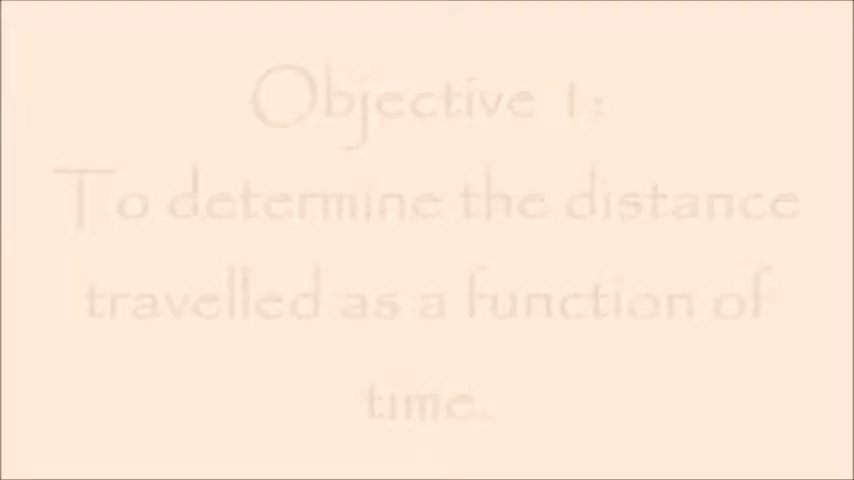 Objective 1:
To determine the distance
travelled as a function of
time.